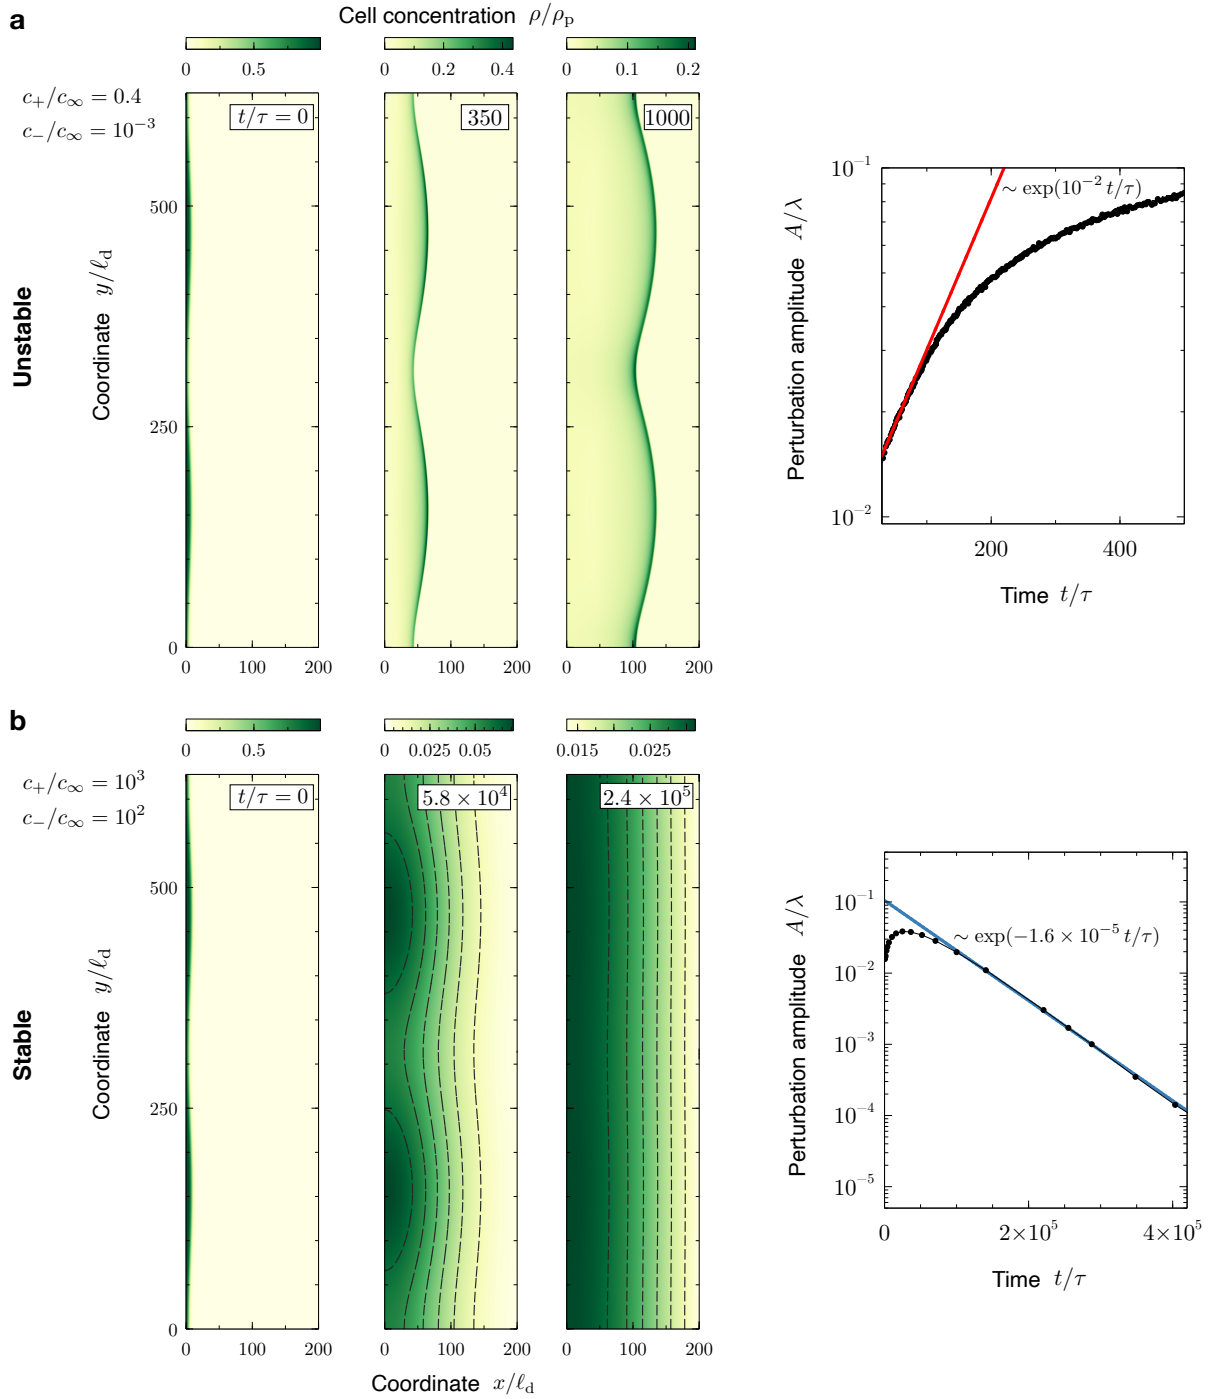 a
Cell concentration ρ/ρp
0 0.5
0 0.2 0.4
0 0.1 0.2
c+/c∞ = 0.4
c−/c∞ = 10−3
t/τ = 0
350
1000
Unstable
Coordinate y/ℓd
500
250
0
0 100 200
0 100 200
0 100 200
Perturbation amplitude A/λ
10−1
10−2
∼ exp(10−2 t/τ)
200 400
Time t/τ
b
0 0.5
0 0.025 0.05
0.015 0.025
c+/c∞ = 103
c−/c∞ = 102
t/τ = 0
5.8 × 104
2.4 × 105
Stable
Coordinate y/ℓd
500
250
0
0 100 200
0 100 200
0 100 200
Coordinate x/ℓd
Perturbation amplitude A/λ
10−1
10−2
10−3
10−4
10−5
∼ exp(−1.6 × 10−5 t/τ)
0 2×105 4×105
Time t/τ